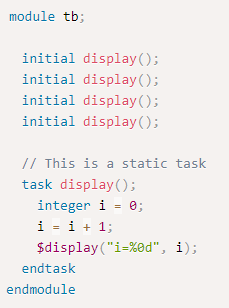 module tb;
initial display();
initial display();
initial display();
initial display();
// This is a static task
task display();
integer i = 0;
i = i + 1;
$display("i=%0d", i);
endtask
endmodule